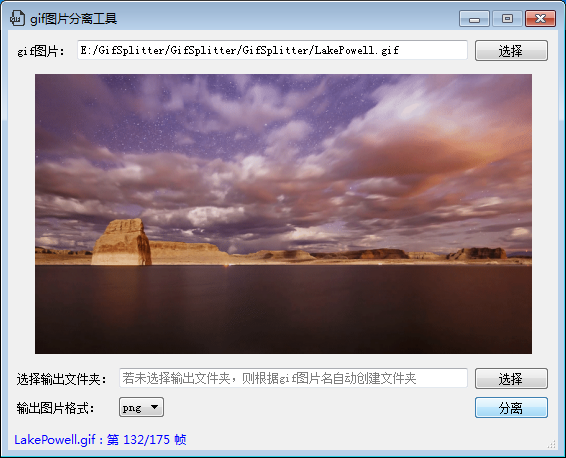 gif图片分离工具
gif图片： E:/GifSplitter/GifSplitter/GifSplitter/LakePowell.gif 选择
选择输出文件夹： 若未选择输出文件夹，则根据gif图片名自动创建文件夹 选择
输出图片格式： png 分离
LakePowell.gif : 第 132/175 帧